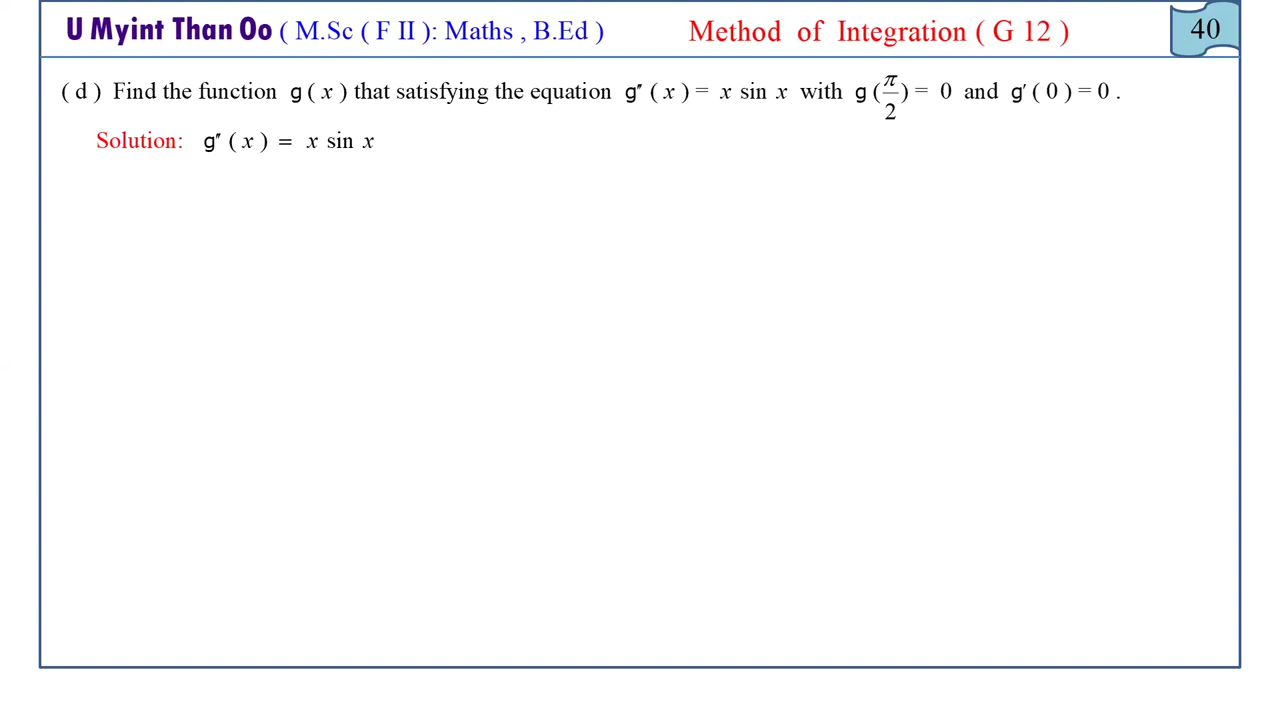 U Myint Than Oo ( M.Sc ( F II ): Maths , B.Ed ) Method of Integration ( G 12 ) 40
( d ) Find the function g ( x ) that satisfying the equation g″ ( x ) = x sin x with g ( π/2 ) = 0 and g′ ( 0 ) = 0 .
Solution: g″ ( x ) = x sin x